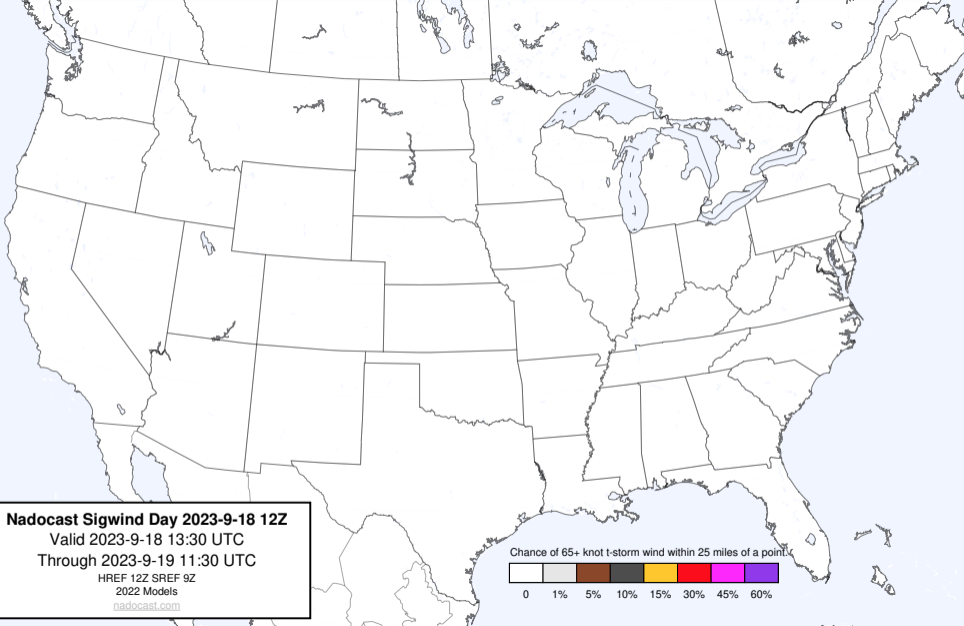 Nadocast Sigwind Day 2023-9-18 12Z
Valid 2023-9-18 13:30 UTC
Through 2023-9-19 11:30 UTC
HREF 12Z SREF 9Z
2022 Models
nadocast.com
Chance of 65+ knot t-storm wind within 25 miles of a point.
0 1% 5% 10% 15% 30% 45% 60%